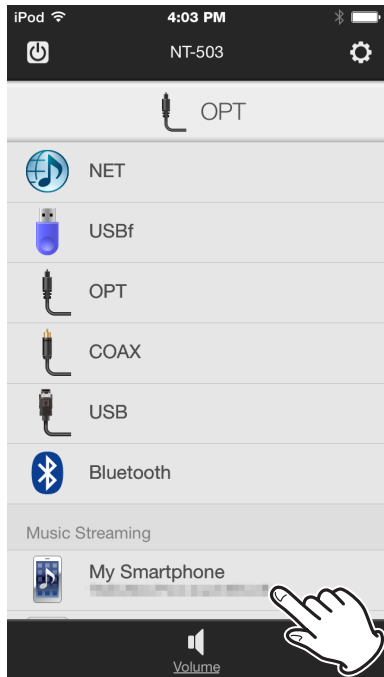 iPod 4:03 PM
NT-503
OPT
NET
USBf
OPT
COAX
USB
Bluetooth
Music Streaming
My Smartphone
Volume